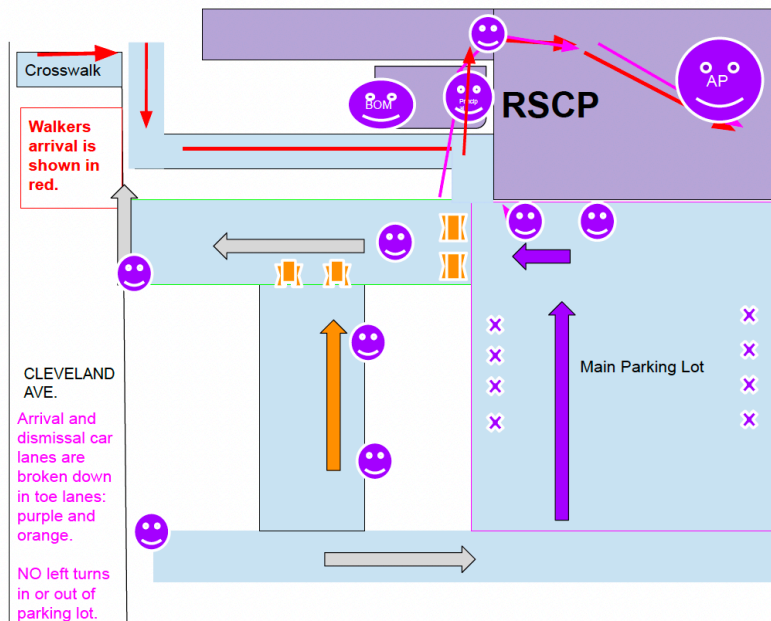 Crosswalk
Walkers
arrival is
shown in
red.
BOM
Princip
RSCP
AP
CLEVELAND
AVE.
Arrival and
dismissal car
lanes are
broken down
in toe lanes:
purple and
orange.
NO left turns
in or out of
parking lot.
Main Parking Lot